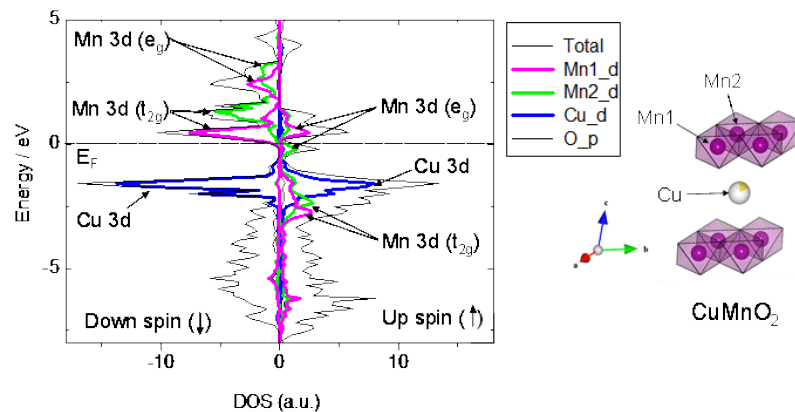 5
0
-5
Energy / eV
Mn 3d (eg)
Mn 3d (t2g)
Mn 3d (eg)
EF
Cu 3d
Cu 3d
Mn 3d (t2g)
Down spin (↓)
Up spin (↑)
-10
0
10
DOS (a.u.)
Total
Mn1_d
Mn2_d
Cu_d
O_p
Mn2
Mn1
Cu
c
b
a
CuMnO2